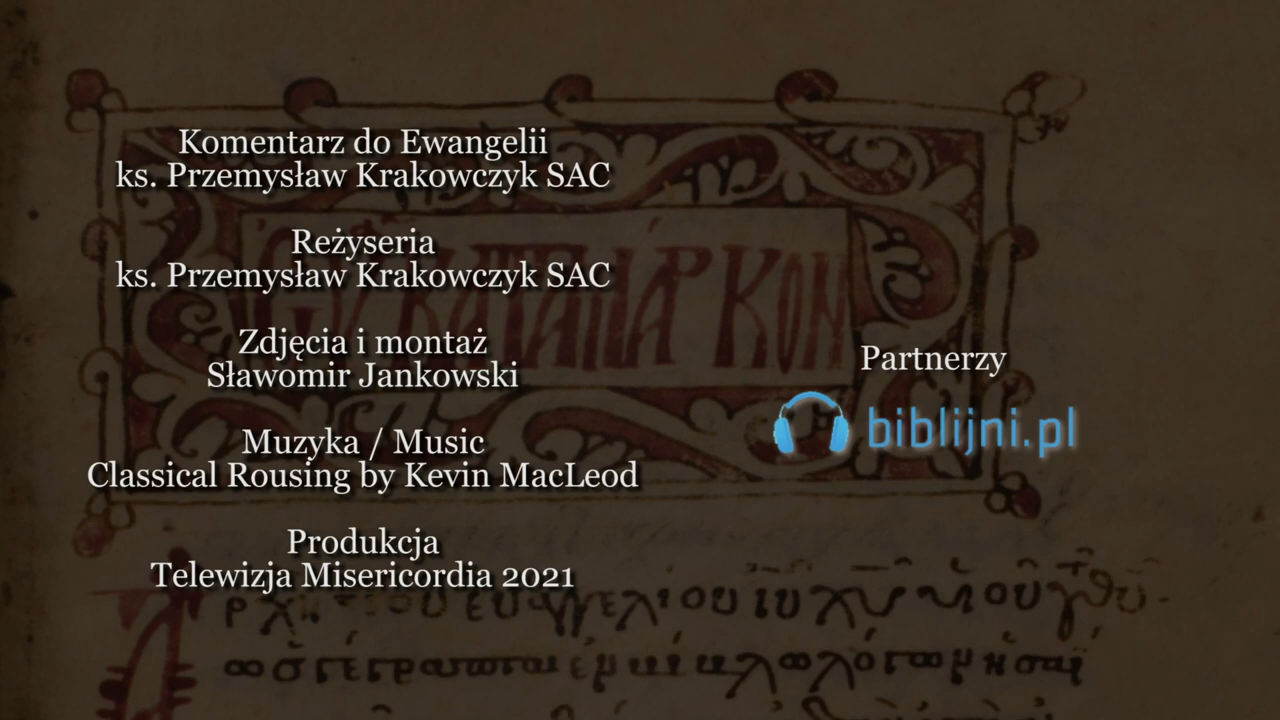 Komentarz do Ewangelii
ks. Przemysław Krakowczyk SAC
Reżyseria
ks. Przemysław Krakowczyk SAC
Zdjęcia i montaż
Sławomir Jankowski
Muzyka / Music
Classical Rousing by Kevin MacLeod
Produkcja
Telewizja Misericordia 2021
Partnerzy
biblijni.pl